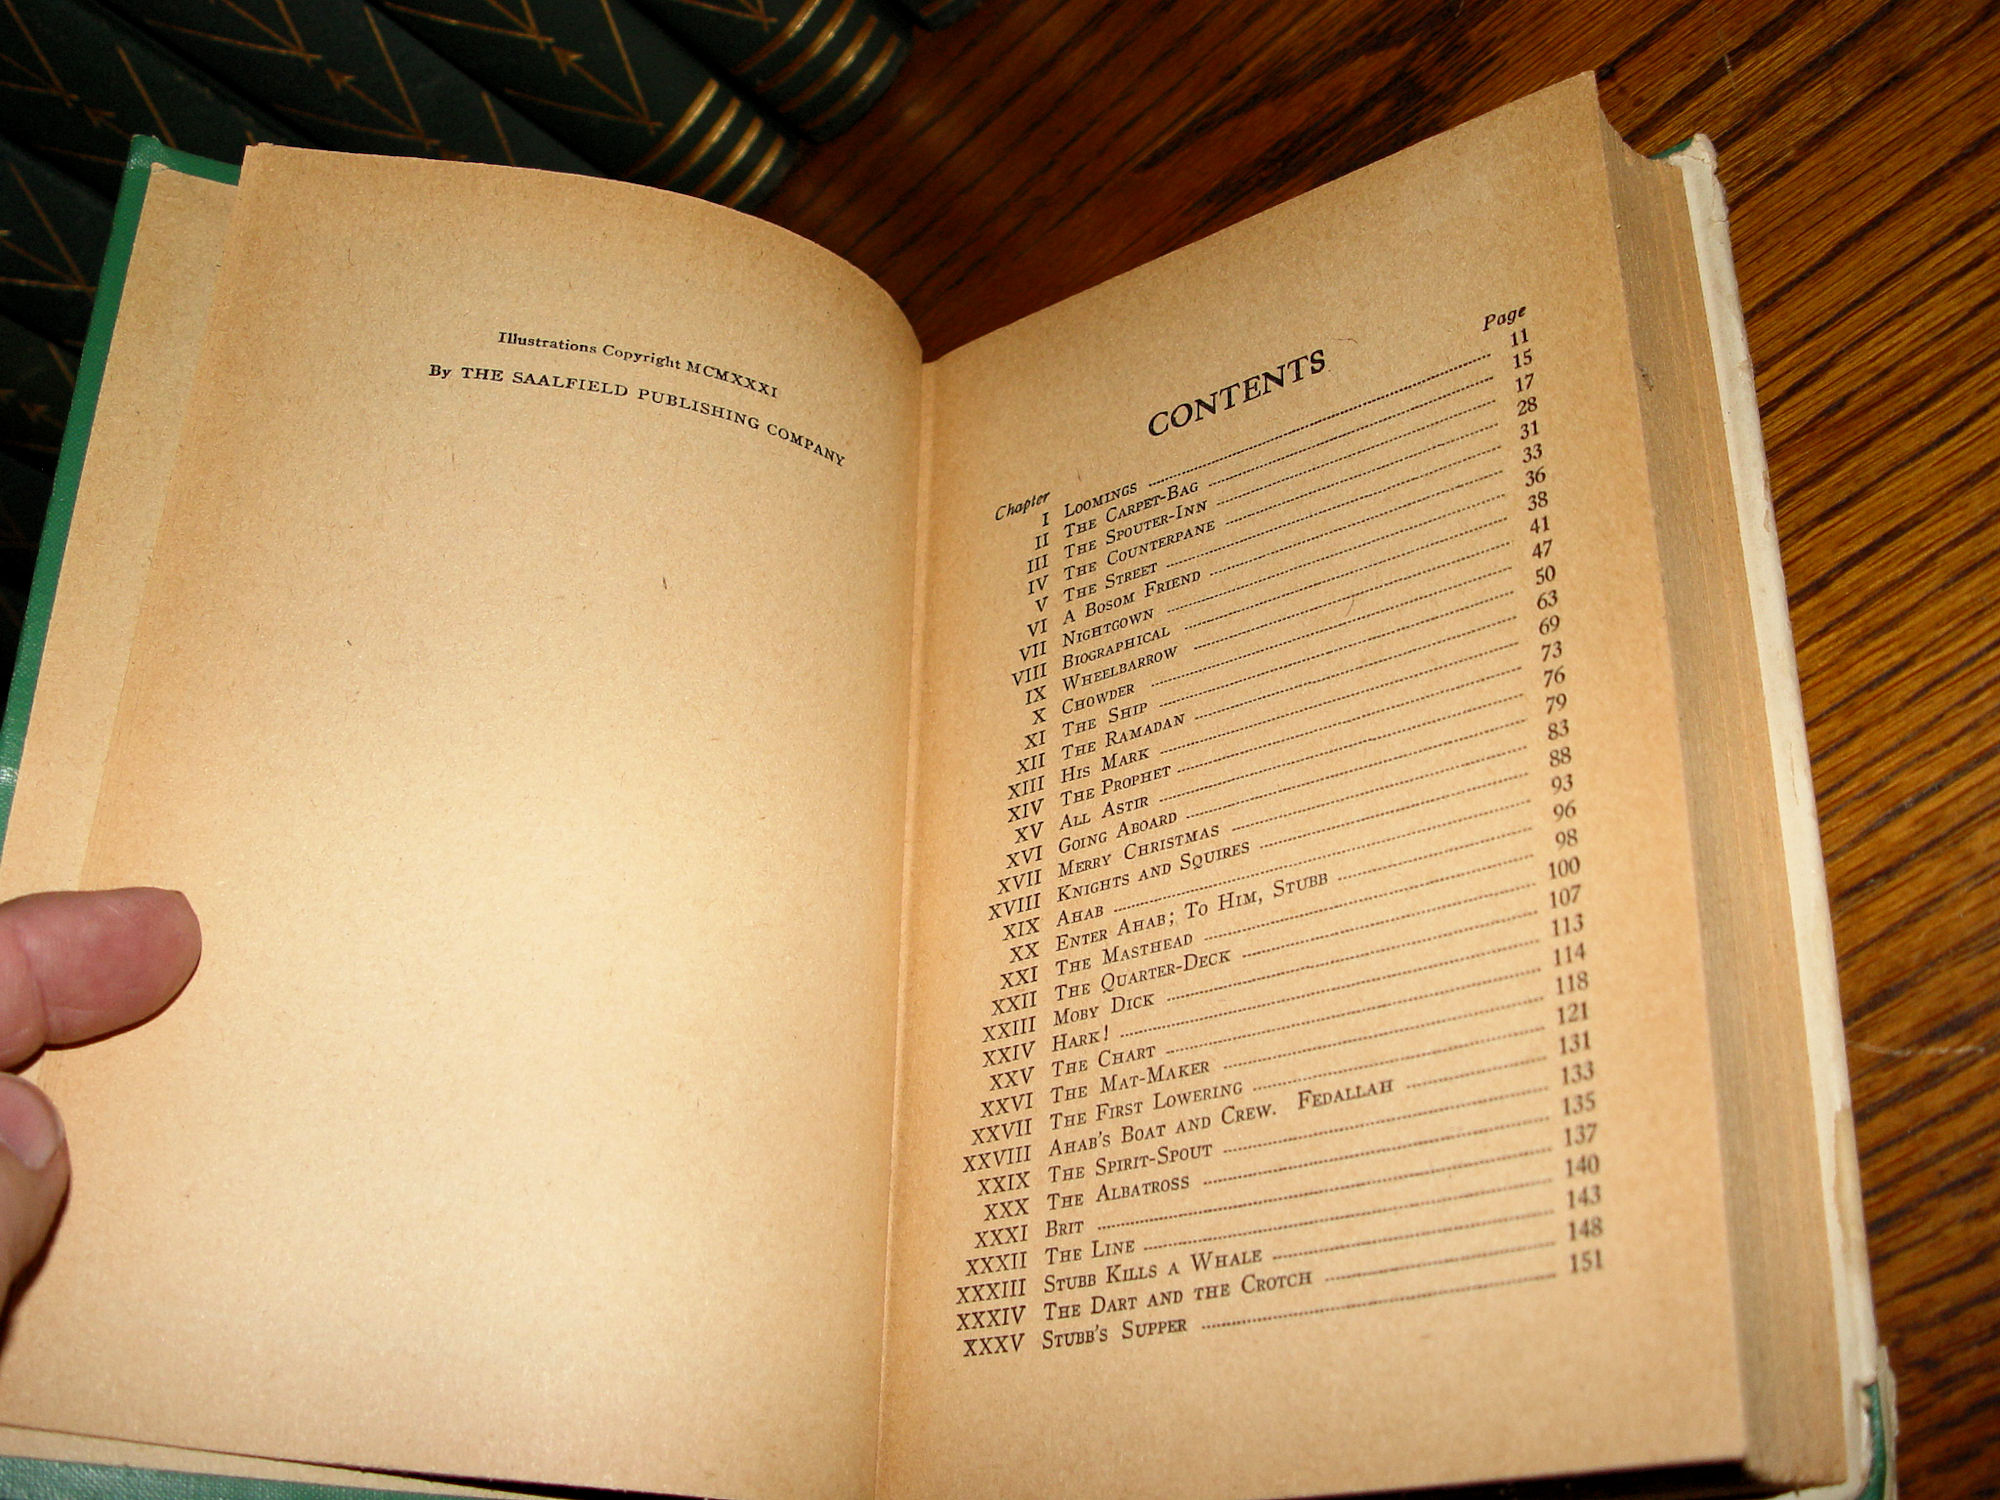 Illustrations Copyright MCMXXXI
By THE SAALFIELD PUBLISHING COMPANY
CONTENTS
Chapter Page
I LOOMINGS 11
II THE CARPET-BAG 15
III THE SPOUTER-INN 17
IV THE COUNTERPANE 28
V THE STREET 31
VI A BOSOM FRIEND 33
VII NIGHTGOWN 36
VIII BIOGRAPHICAL 38
IX WHEELBARROW 41
X CHOWDER 47
XI THE SHIP 50
XII THE RAMADAN 63
XIII HIS MARK 69
XIV THE PROPHET 73
XV ALL ASTIR 76
XVI GOING ABOARD 79
XVII MERRY CHRISTMAS 83
XVIII KNIGHTS AND SQUIRES 88
XIX AHAB 93
XX ENTER AHAB; TO HIM, STUBB 96
XXI THE MASTHEAD 98
XXII THE QUARTER-DECK 100
XXIII MOBY DICK 107
XXIV HARK! 113
XXV THE CHART 114
XXVI THE MAT-MAKER 118
XXVII THE FIRST LOWERING 121
XXVIII AHAB'S BOAT AND CREW. FEDALLAH 131
XXIX THE SPIRIT-SPOUT 133
XXX THE ALBATROSS 135
XXXI BRIT 137
XXXII THE LINE 140
XXXIII STUBB KILLS A WHALE 143
XXXIV THE DART AND THE CROTCH 148
XXXV STUBB'S SUPPER 151